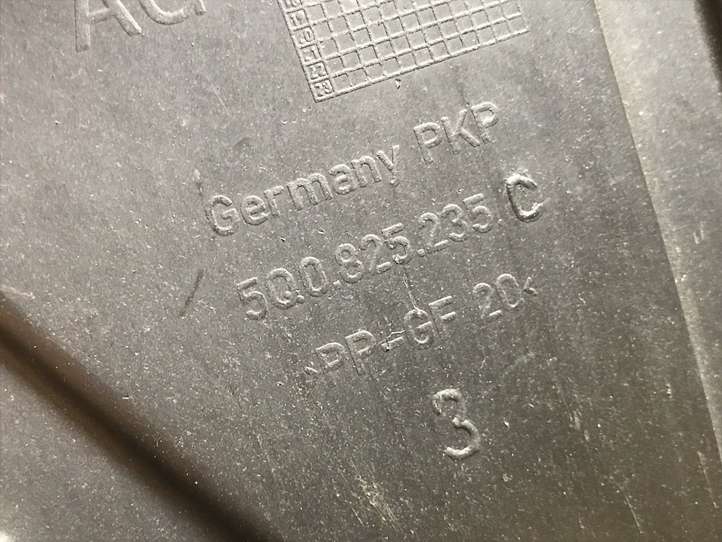 Germany PKP
5Q0.825.235 C
>PP-GF 20<
3